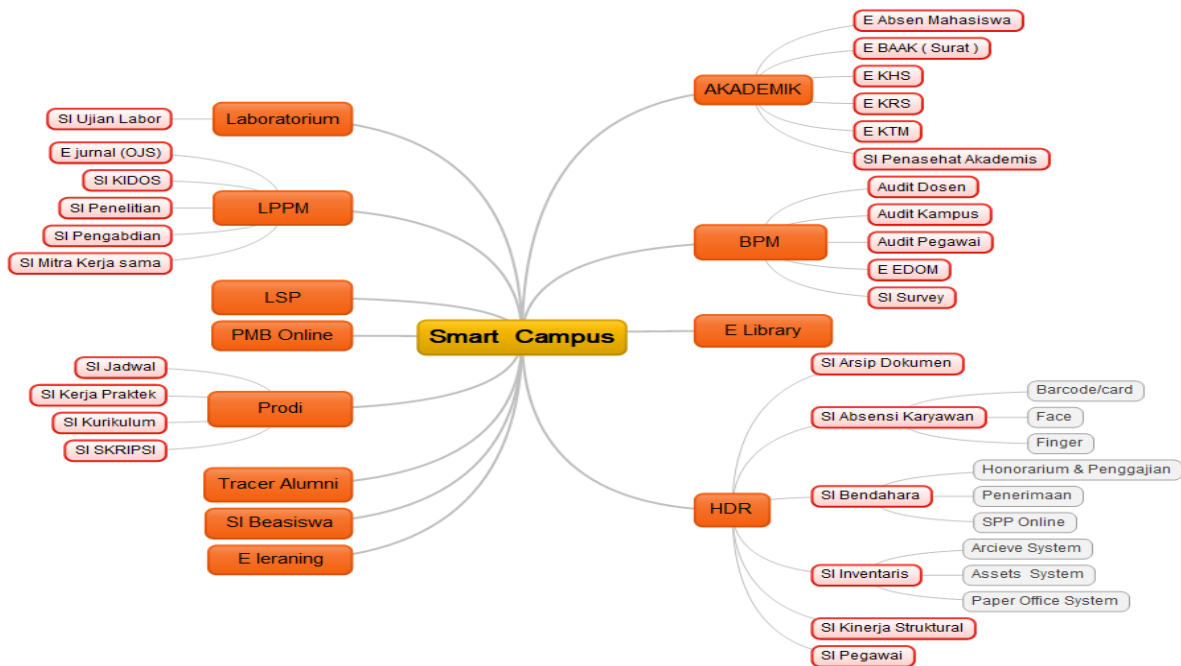 Smart Campus
Laboratorium
SI Ujian Labor
LPPM
E jurnal (OJS)
SI KIDOS
SI Penelitian
SI Pengabdian
SI Mitra Kerja sama
LSP
PMB Online
Prodi
SI Jadwal
SI Kerja Praktek
SI Kurikulum
SI SKRIPSI
Tracer Alumni
SI Beasiswa
E leraning
AKADEMIK
E Absen Mahasiswa
E BAAK ( Surat )
E KHS
E KRS
E KTM
SI Penasehat Akademis
BPM
Audit Dosen
Audit Kampus
Audit Pegawai
E EDOM
SI Survey
E Library
HDR
SI Arsip Dokumen
SI Absensi Karyawan
Barcode/card
Face
Finger
SI Bendahara
Honorarium & Penggajian
Penerimaan
SPP Online
SI Inventaris
Arcieve System
Assets System
Paper Office System
SI Kinerja Struktural
SI Pegawai